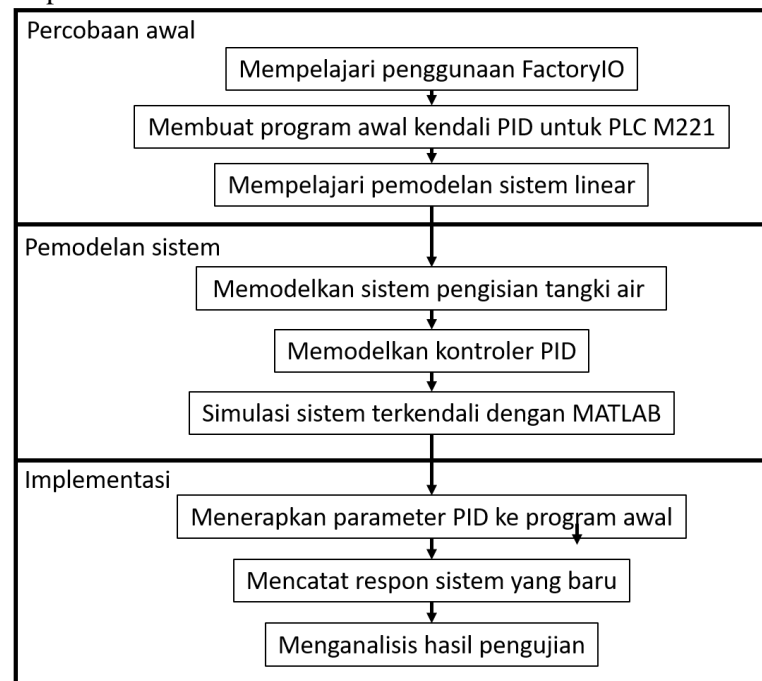 Percobaan awal
Mempelajari penggunaan FactoryIO
Membuat program awal kendali PID untuk PLC M221
Mempelajari pemodelan sistem linear
Pemodelan sistem
Memodelkan sistem pengisian tangki air
Memodelkan kontroler PID
Simulasi sistem terkendali dengan MATLAB
Implementasi
Menerapkan parameter PID ke program awal
Mencatat respon sistem yang baru
Menganalisis hasil pengujian